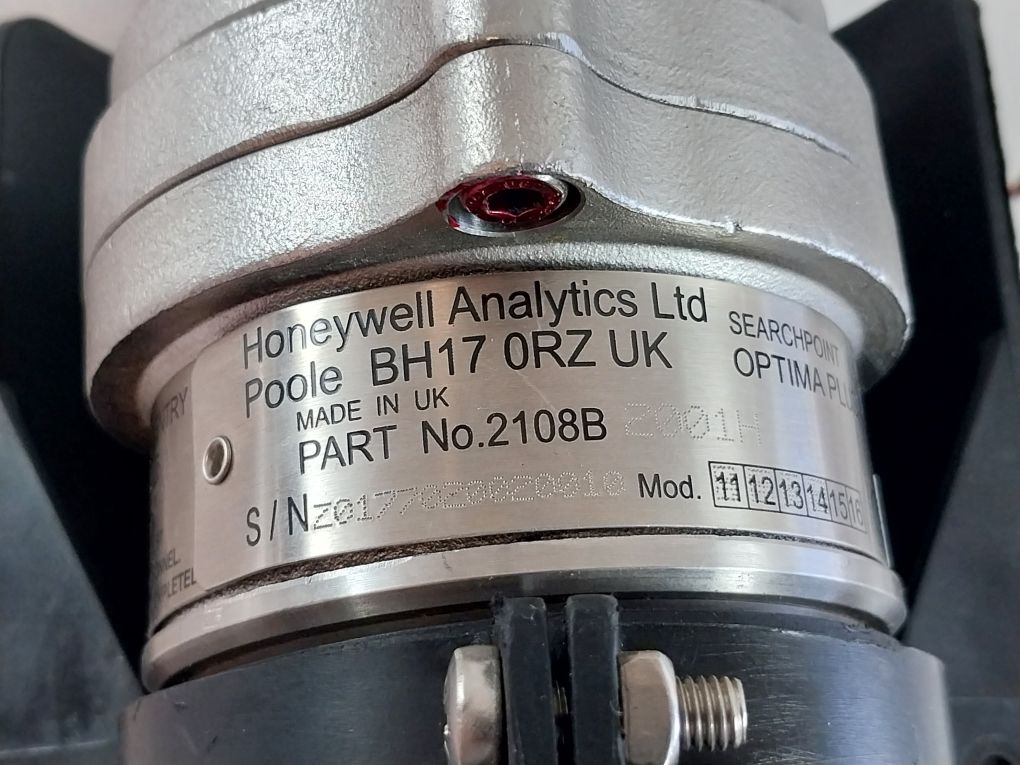 Honeywell Analytics Ltd
Poole BH17 0RZ UK
MADE IN UK
PART No.2108B 2001H
S/N Z0177020020010 Mod. 11 12 13 14 15 16
SEARCHPOINT
OPTIMA PLUS